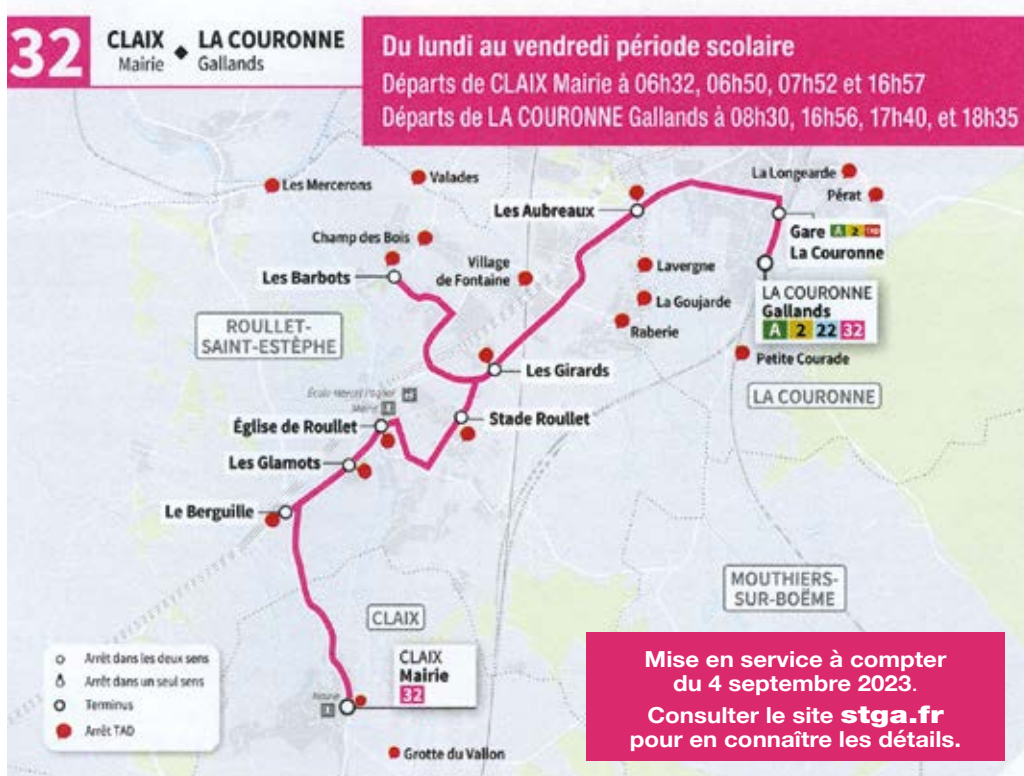 32
CLAIX
Mairie
LA COURONNE
Gallands
Du lundi au vendredi période scolaire
Départs de CLAIX Mairie à 06h32, 06h50, 07h52 et 16h57
Départs de LA COURONNE Gallands à 08h30, 16h56, 17h40, et 18h35
Les Mercerons
Valades
La Longearde
Pérat
Les Aubreaux
Champ des Bois
Gare A 2 TAD
La Couronne
Les Barbots
Village
de Fontaine
Lavergne
La Goujarde
Raberie
LA COURONNE
Gallands
A 2 22 32
ROULLET-
SAINT-ESTÈPHE
Les Girards
Petite Courade
LA COURONNE
Mairie
Église de Roullet
Stade Roullet
Les Glamots
Le Berguille
MOUTHIERS-
SUR-BOËME
CLAIX
CLAIX
Mairie
32
Mairie
Grotte du Vallon
Arrêt dans les deux sens
Arrêt dans un seul sens
Terminus
Arrêt TAD
Mise en service à compter
du 4 septembre 2023.
Consulter le site stga.fr
pour en connaître les détails.